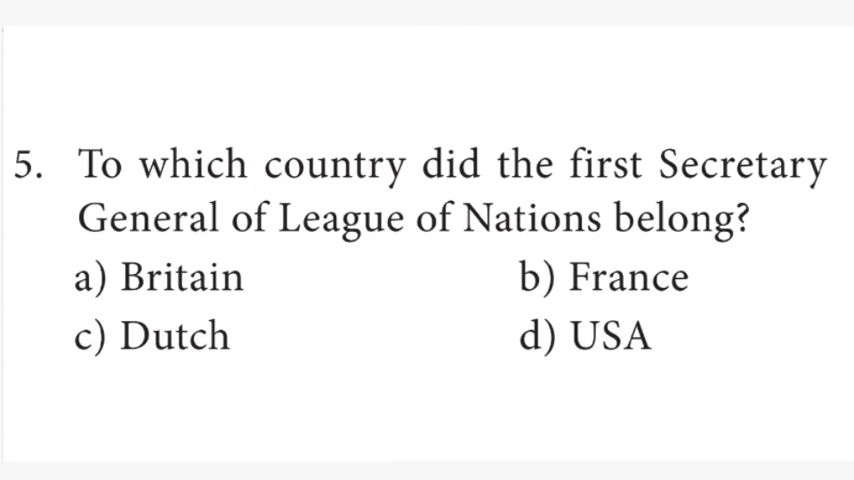 5. To which country did the first Secretary
General of League of Nations belong?
a) Britain b) France
c) Dutch d) USA